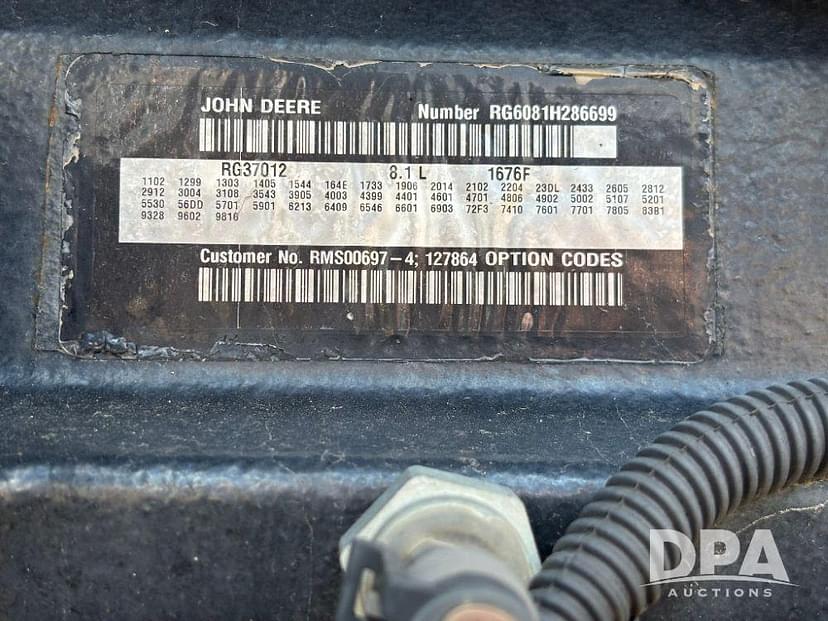 JOHN DEERE Number RG6081H286699
RG37012 8.1 L 1676F
1102 1299 1303 1405 1544 164E 1733 1906 2014 2102 2204 23DL 2433 2605 2812
2912 3004 3108 3543 3905 4003 4399 4401 4601 4701 4806 4902 5002 5107 5201
5530 56DD 5701 5901 6213 6409 6546 6601 6903 72F3 7410 7601 7701 7805 83B1
9328 9602 9816
Customer No. RMS00697-4; 127864 OPTION CODES
DPA
AUCTIONS